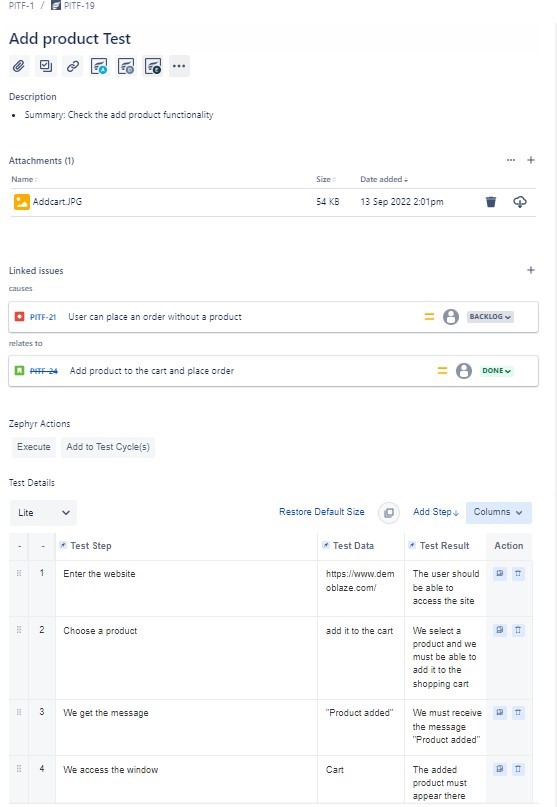 PITF-1 / PITF-19
Add product Test
Description
• Summary: Check the add product functionality
Attachments (1)
Name Size Date added
Addcart.JPG 54 KB 13 Sep 2022 2:01pm
Linked issues
causes
PITF-21 User can place an order without a product BACKLOG
relates to
PITF-24 Add product to the cart and place order DONE
Zephyr Actions
Execute Add to Test Cycle(s)
Test Details
Lite Restore Default Size Add Step Columns
- - Test Step Test Data Test Result Action
1 Enter the website https://www.dem The user should
oblaze.com/ be able to
access the site
2 Choose a product add it to the cart We select a
product and we
must be able to
add it to the
shopping cart
3 We get the message "Product added" We must receive
the message
"Product added"
4 We access the window Cart The added
product must
appear there